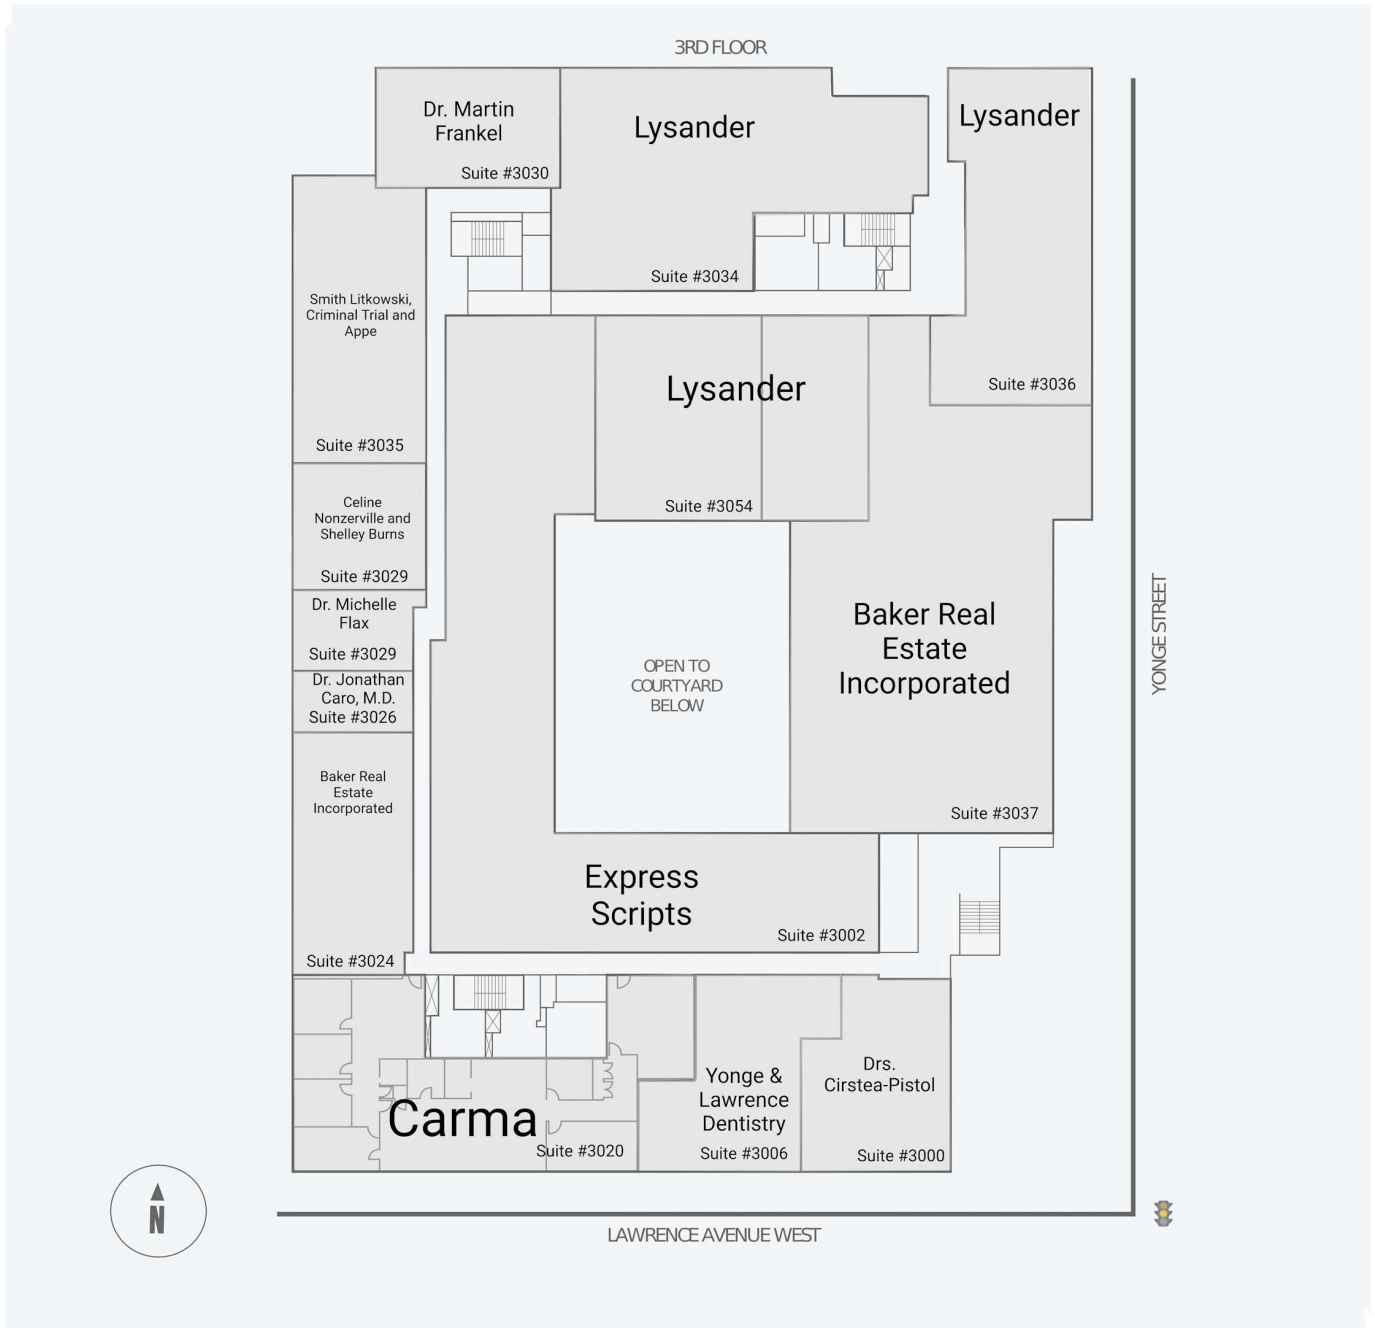 3RD FLOOR
Dr. Martin
Frankel
Suite #3030
Lysander
Suite #3034
Lysander
Suite #3036
Smith Litkowski,
Criminal Trial and
Appe
Suite #3035
Lysander
Suite #3054
Celine
Nonzerville and
Shelley Burns
Suite #3029
Dr. Michelle
Flax
Suite #3029
Dr. Jonathan
Caro, M.D.
Suite #3026
OPEN TO
COURTYARD
BELOW
Baker Real
Estate
Incorporated
Suite #3037
YONGE STREET
Baker Real
Estate
Incorporated
Suite #3024
Express
Scripts
Suite #3002
Carma
Suite #3020
Yonge &
Lawrence
Dentistry
Suite #3006
Drs.
Cirstea-Pistol
Suite #3000
N
LAWRENCE AVENUE WEST